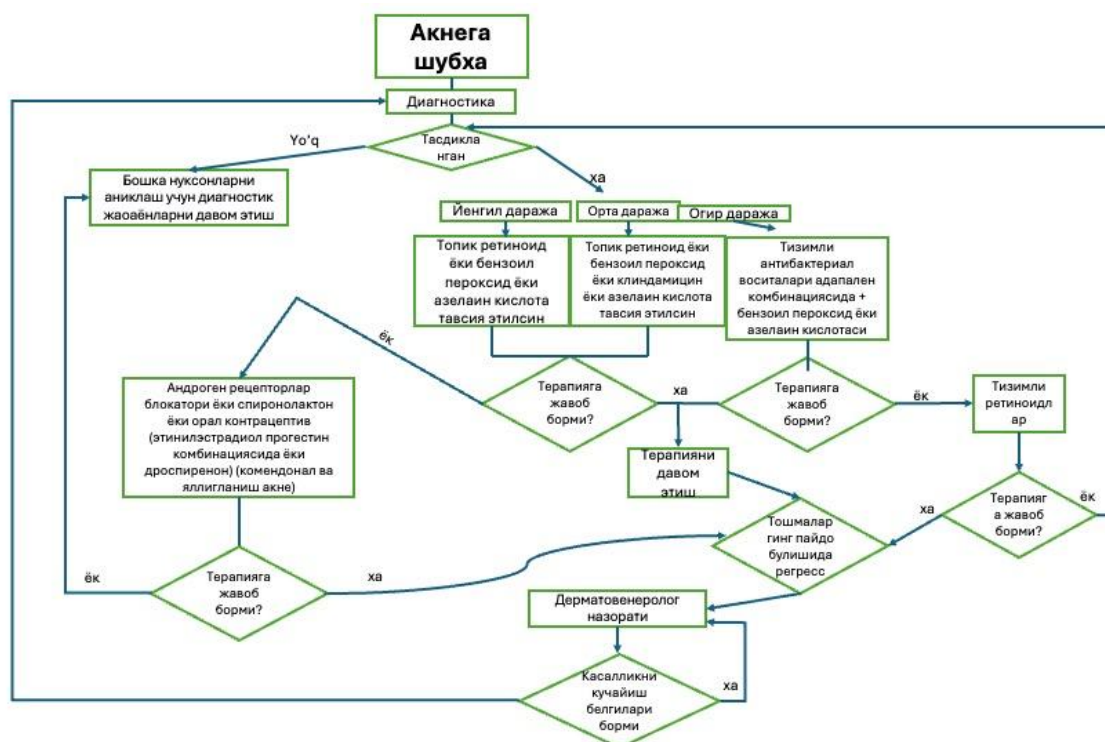 Акнега
шубха
Диагностика
Yo'q
Тасдикла
нган
ха
Бошка нуксонларни
аниклаш учун диагностик
жаоаёнларни давом этиш
Йенгил даража
Орта даража
Огир даража
Топик ретиноид
ёки бензоил
пероксид ёки
азелаин кислота
тавсия этилсин
Топик ретиноид ёки
бензоил пероксид
ёки клиндамицин
ёки азелаин кислота
тавсия этилсин
Тизимли
антибактериал
воситалари адапален
комбинациясида +
бензоил пероксид ёки
азелаин кислотаси
ёк
Андроген рецепторлар
блокатори ёки спиронолактон
ёки орал контрацептив
(этинилэстрадиол прогестин
комбинациясида ёки
дроспиренон) (комендонал ва
яллигланиш акне)
Терапияга
жавоб
борми?
ха
Терапияга
жавоб
борми?
ёк
Тизимли
ретиноидл
ар
Терапияни
давом
этиш
Терапияг
а жавоб
борми?
ха
ёк
Тошмалар
гинг пайдо
булишида
регресс
ёк
Терапияга
жавоб
борми?
ха
Дерматовенеролог
назорати
Касалликни
кучайиш
белгилари
борми
ха